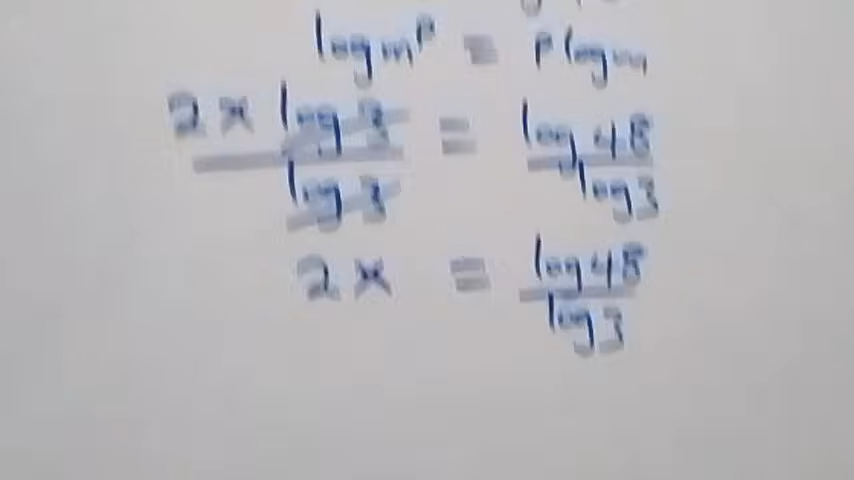 log m^p = p log m
2x log 3 / log 3 = log 48 / log 3
2x = log 48 / log 3